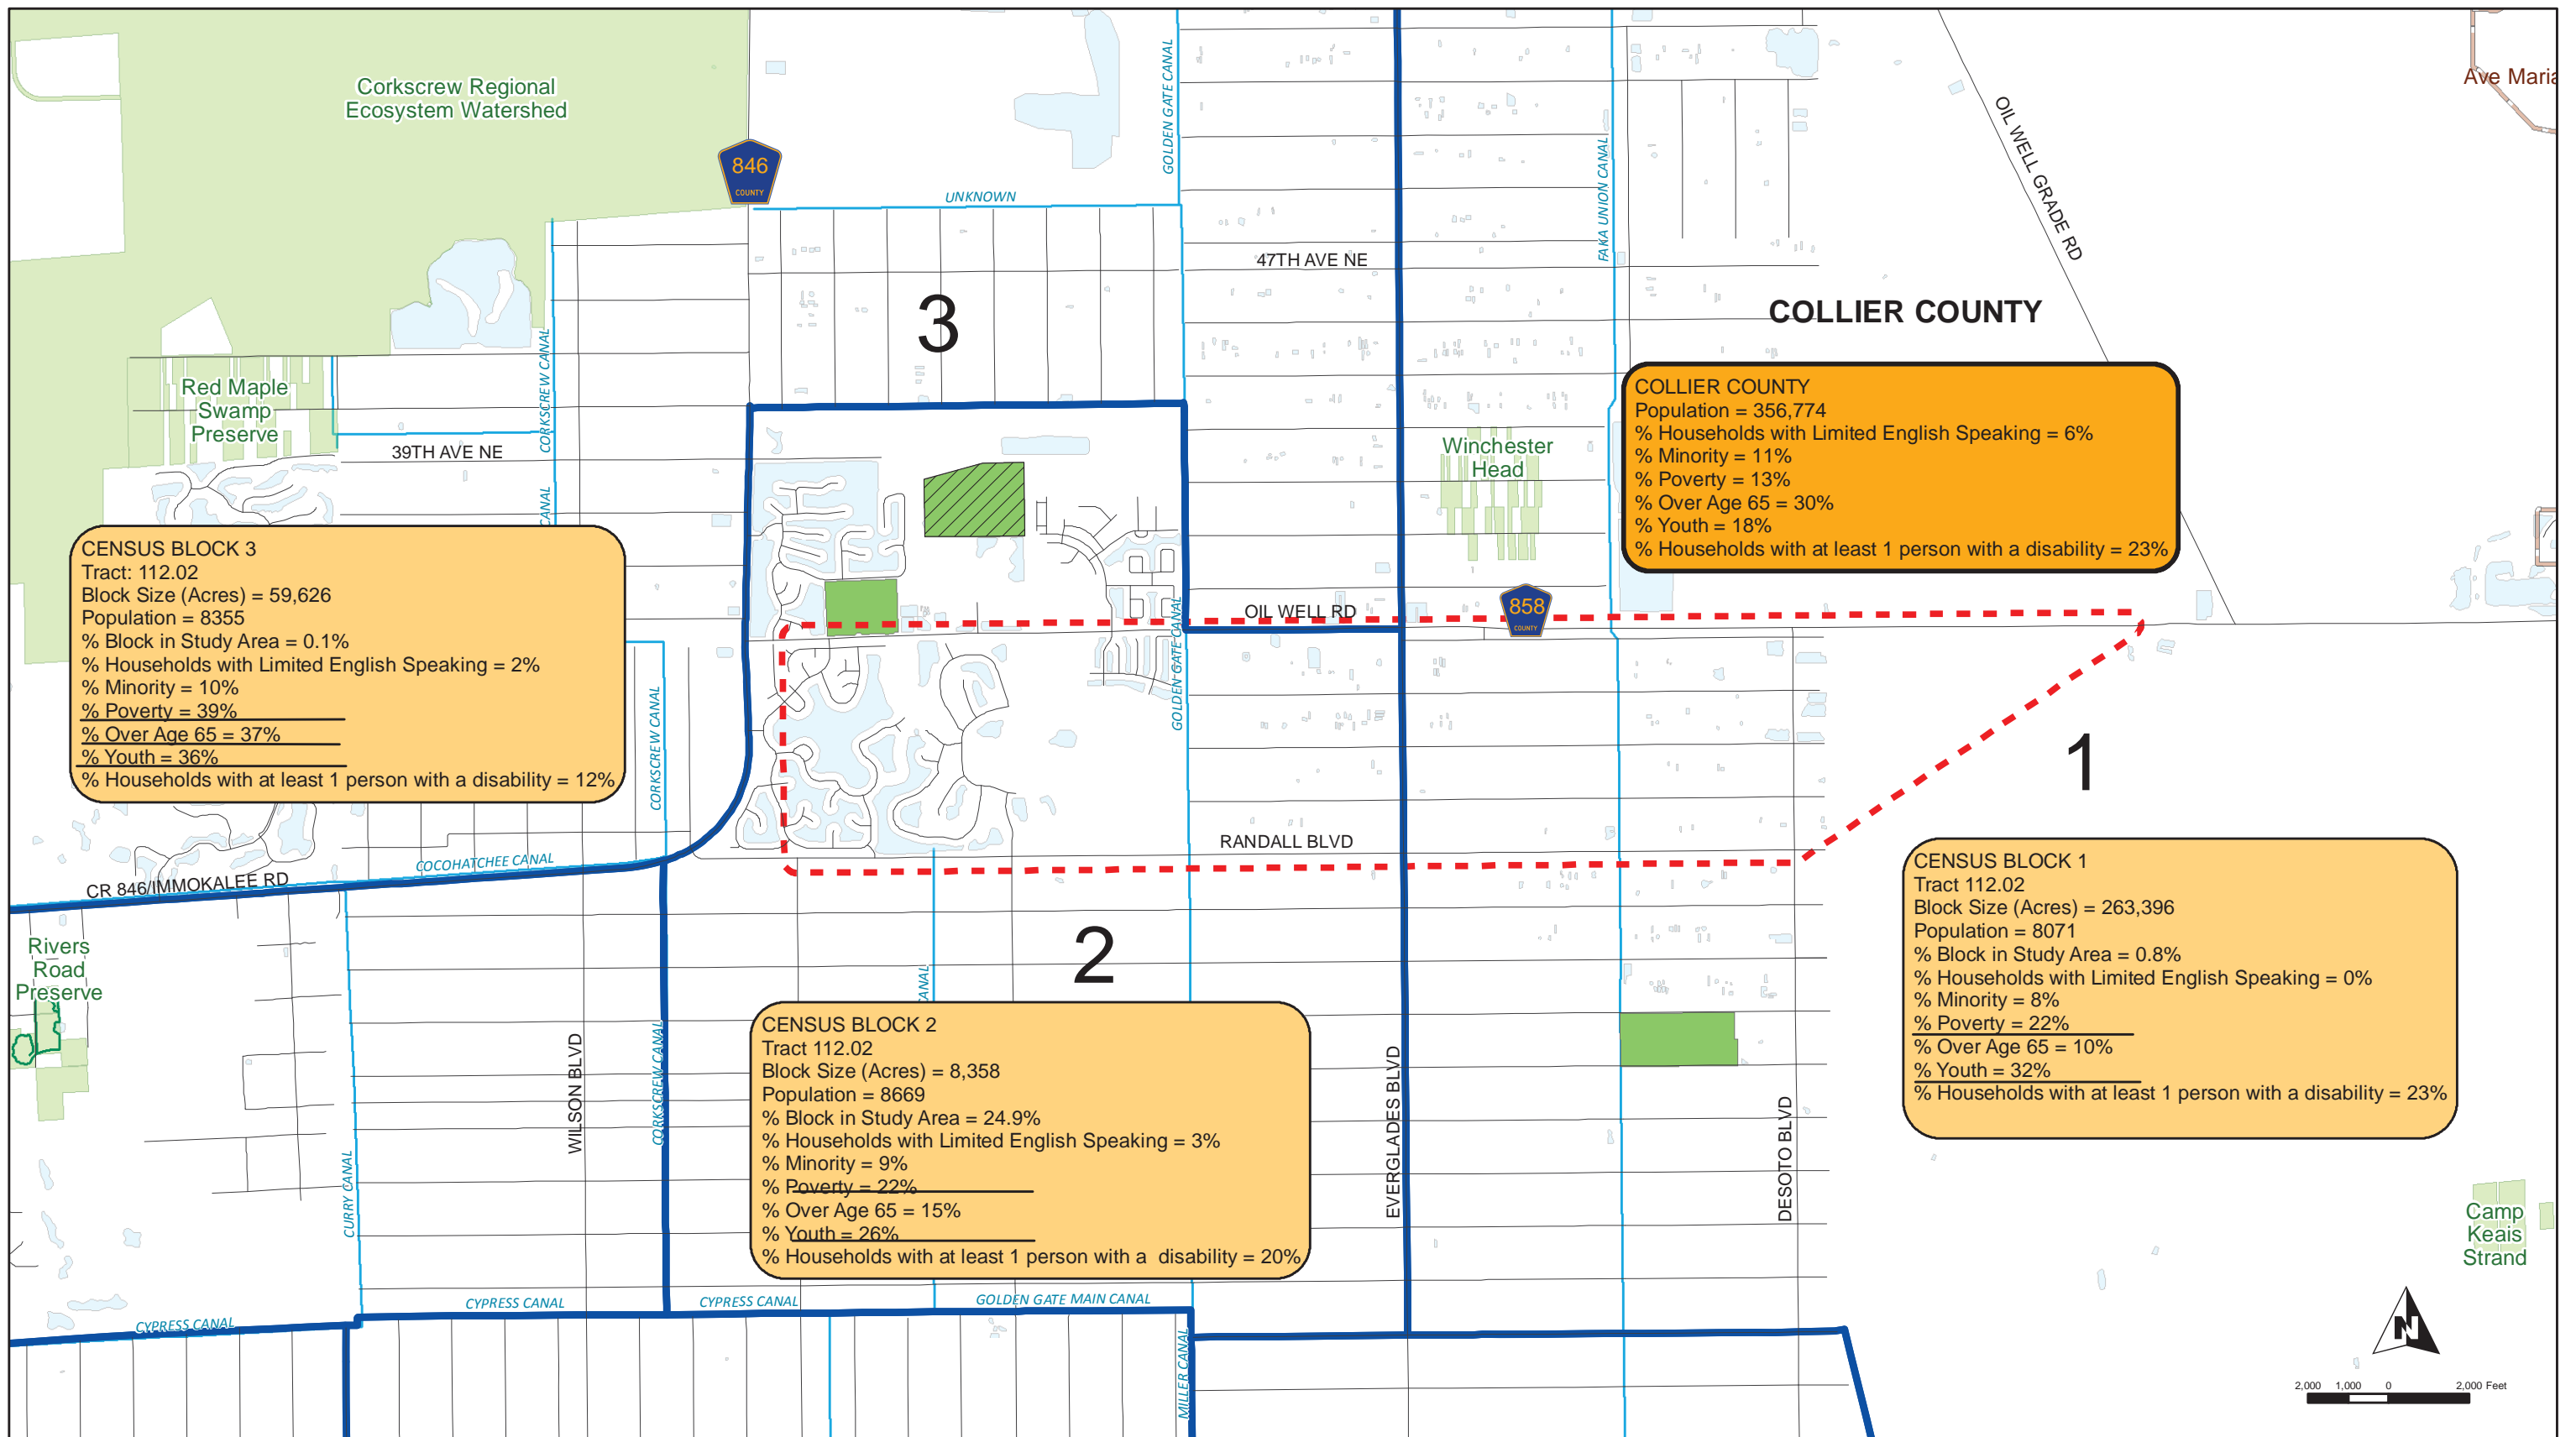 Corkscrew Regional
Ecosystem Watershed
846
COUNTY
UNKNOWN
GOLDEN GATE CANAL
FAKA UNION CANAL
OIL WELL GRADE RD
Ave Maria
47TH AVE NE
3
COLLIER COUNTY
Red Maple
Swamp
Preserve
39TH AVE NE
CORKSCREW CANAL
CANAL
Winchester
Head
COLLIER COUNTY
Population = 356,774
% Households with Limited English Speaking = 6%
% Minority = 11%
% Poverty = 13%
% Over Age 65 = 30%
% Youth = 18%
% Households with at least 1 person with a disability = 23%
CENSUS BLOCK 3
Tract: 112.02
Block Size (Acres) = 59,626
Population = 8355
% Block in Study Area = 0.1%
% Households with Limited English Speaking = 2%
% Minority = 10%
% Poverty = 39%
% Over Age 65 = 37%
% Youth = 36%
% Households with at least 1 person with a disability = 12%
OIL WELL RD
858
COUNTY
GOLDEN GATE CANAL
CORKSCREW CANAL
1
RANDALL BLVD
COCOHATCHEE CANAL
CR 846/IMMOKALEE RD
CENSUS BLOCK 1
Tract 112.02
Block Size (Acres) = 263,396
Population = 8071
% Block in Study Area = 0.8%
% Households with Limited English Speaking = 0%
% Minority = 8%
% Poverty = 22%
% Over Age 65 = 10%
% Youth = 32%
% Households with at least 1 person with a disability = 23%
Rivers
Road
Preserve
2
CANAL
CENSUS BLOCK 2
Tract 112.02
Block Size (Acres) = 8,358
Population = 8669
% Block in Study Area = 24.9%
% Households with Limited English Speaking = 3%
% Minority = 9%
% Poverty = 22%
% Over Age 65 = 15%
% Youth = 26%
% Households with at least 1 person with a disability = 20%
WILSON BLVD
CORKSCREW CANAL
EVERGLADES BLVD
DESOTO BLVD
CURRY CANAL
Camp
Keais
Strand
CYPRESS CANAL
CYPRESS CANAL
GOLDEN GATE MAIN CANAL
CYPRESS CANAL
MILLER CANAL
N
2,000 1,000 0 2,000 Feet